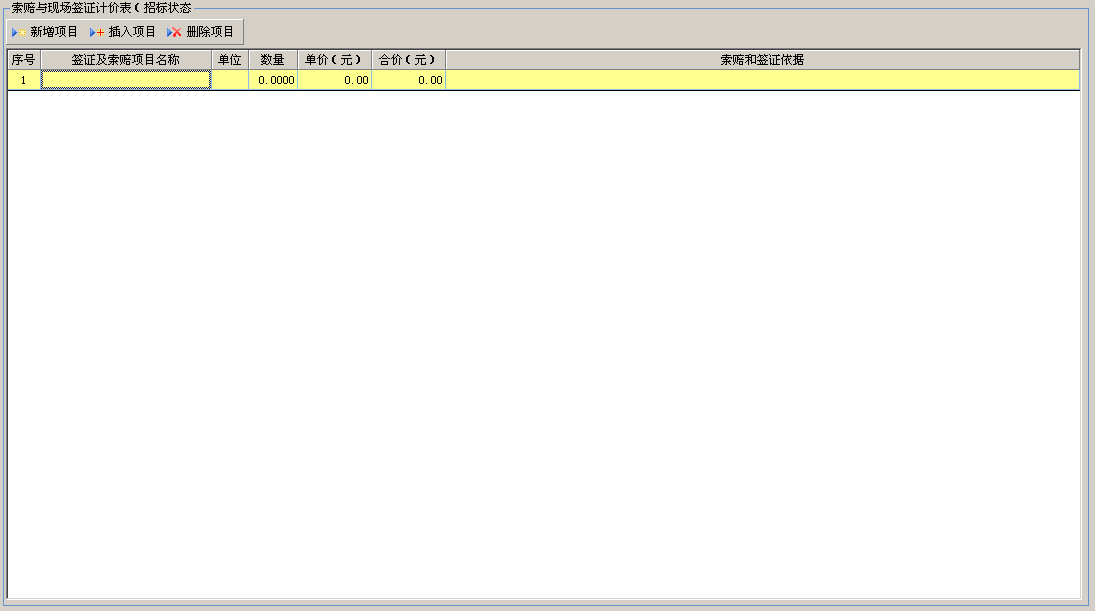 索赔与现场签证计价表（招标状态
新增项目 插入项目 删除项目
序号 签证及索赔项目名称 单位 数量 单价（元） 合价（元） 索赔和签证依据
1 0.0000 0.00 0.00